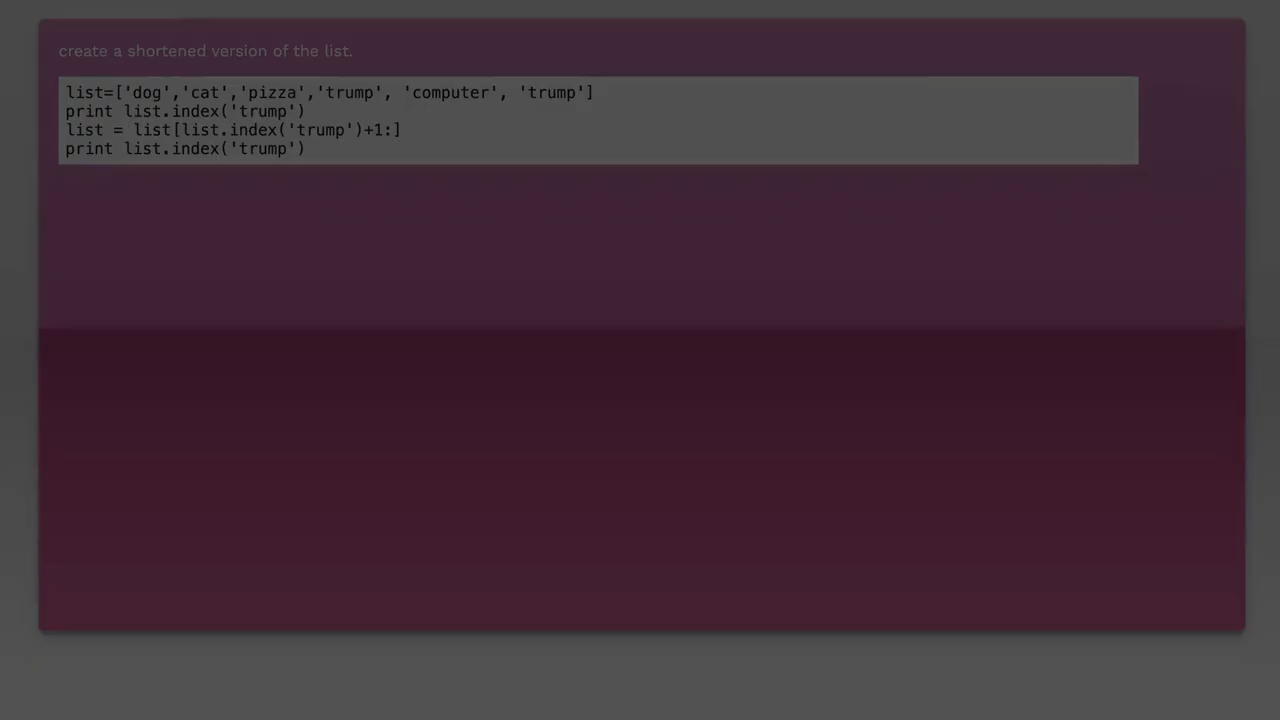 create a shortened version of the list.
list=['dog','cat','pizza','trump', 'computer', 'trump']
print list.index('trump')
list = list[list.index('trump')+1:]
print list.index('trump')